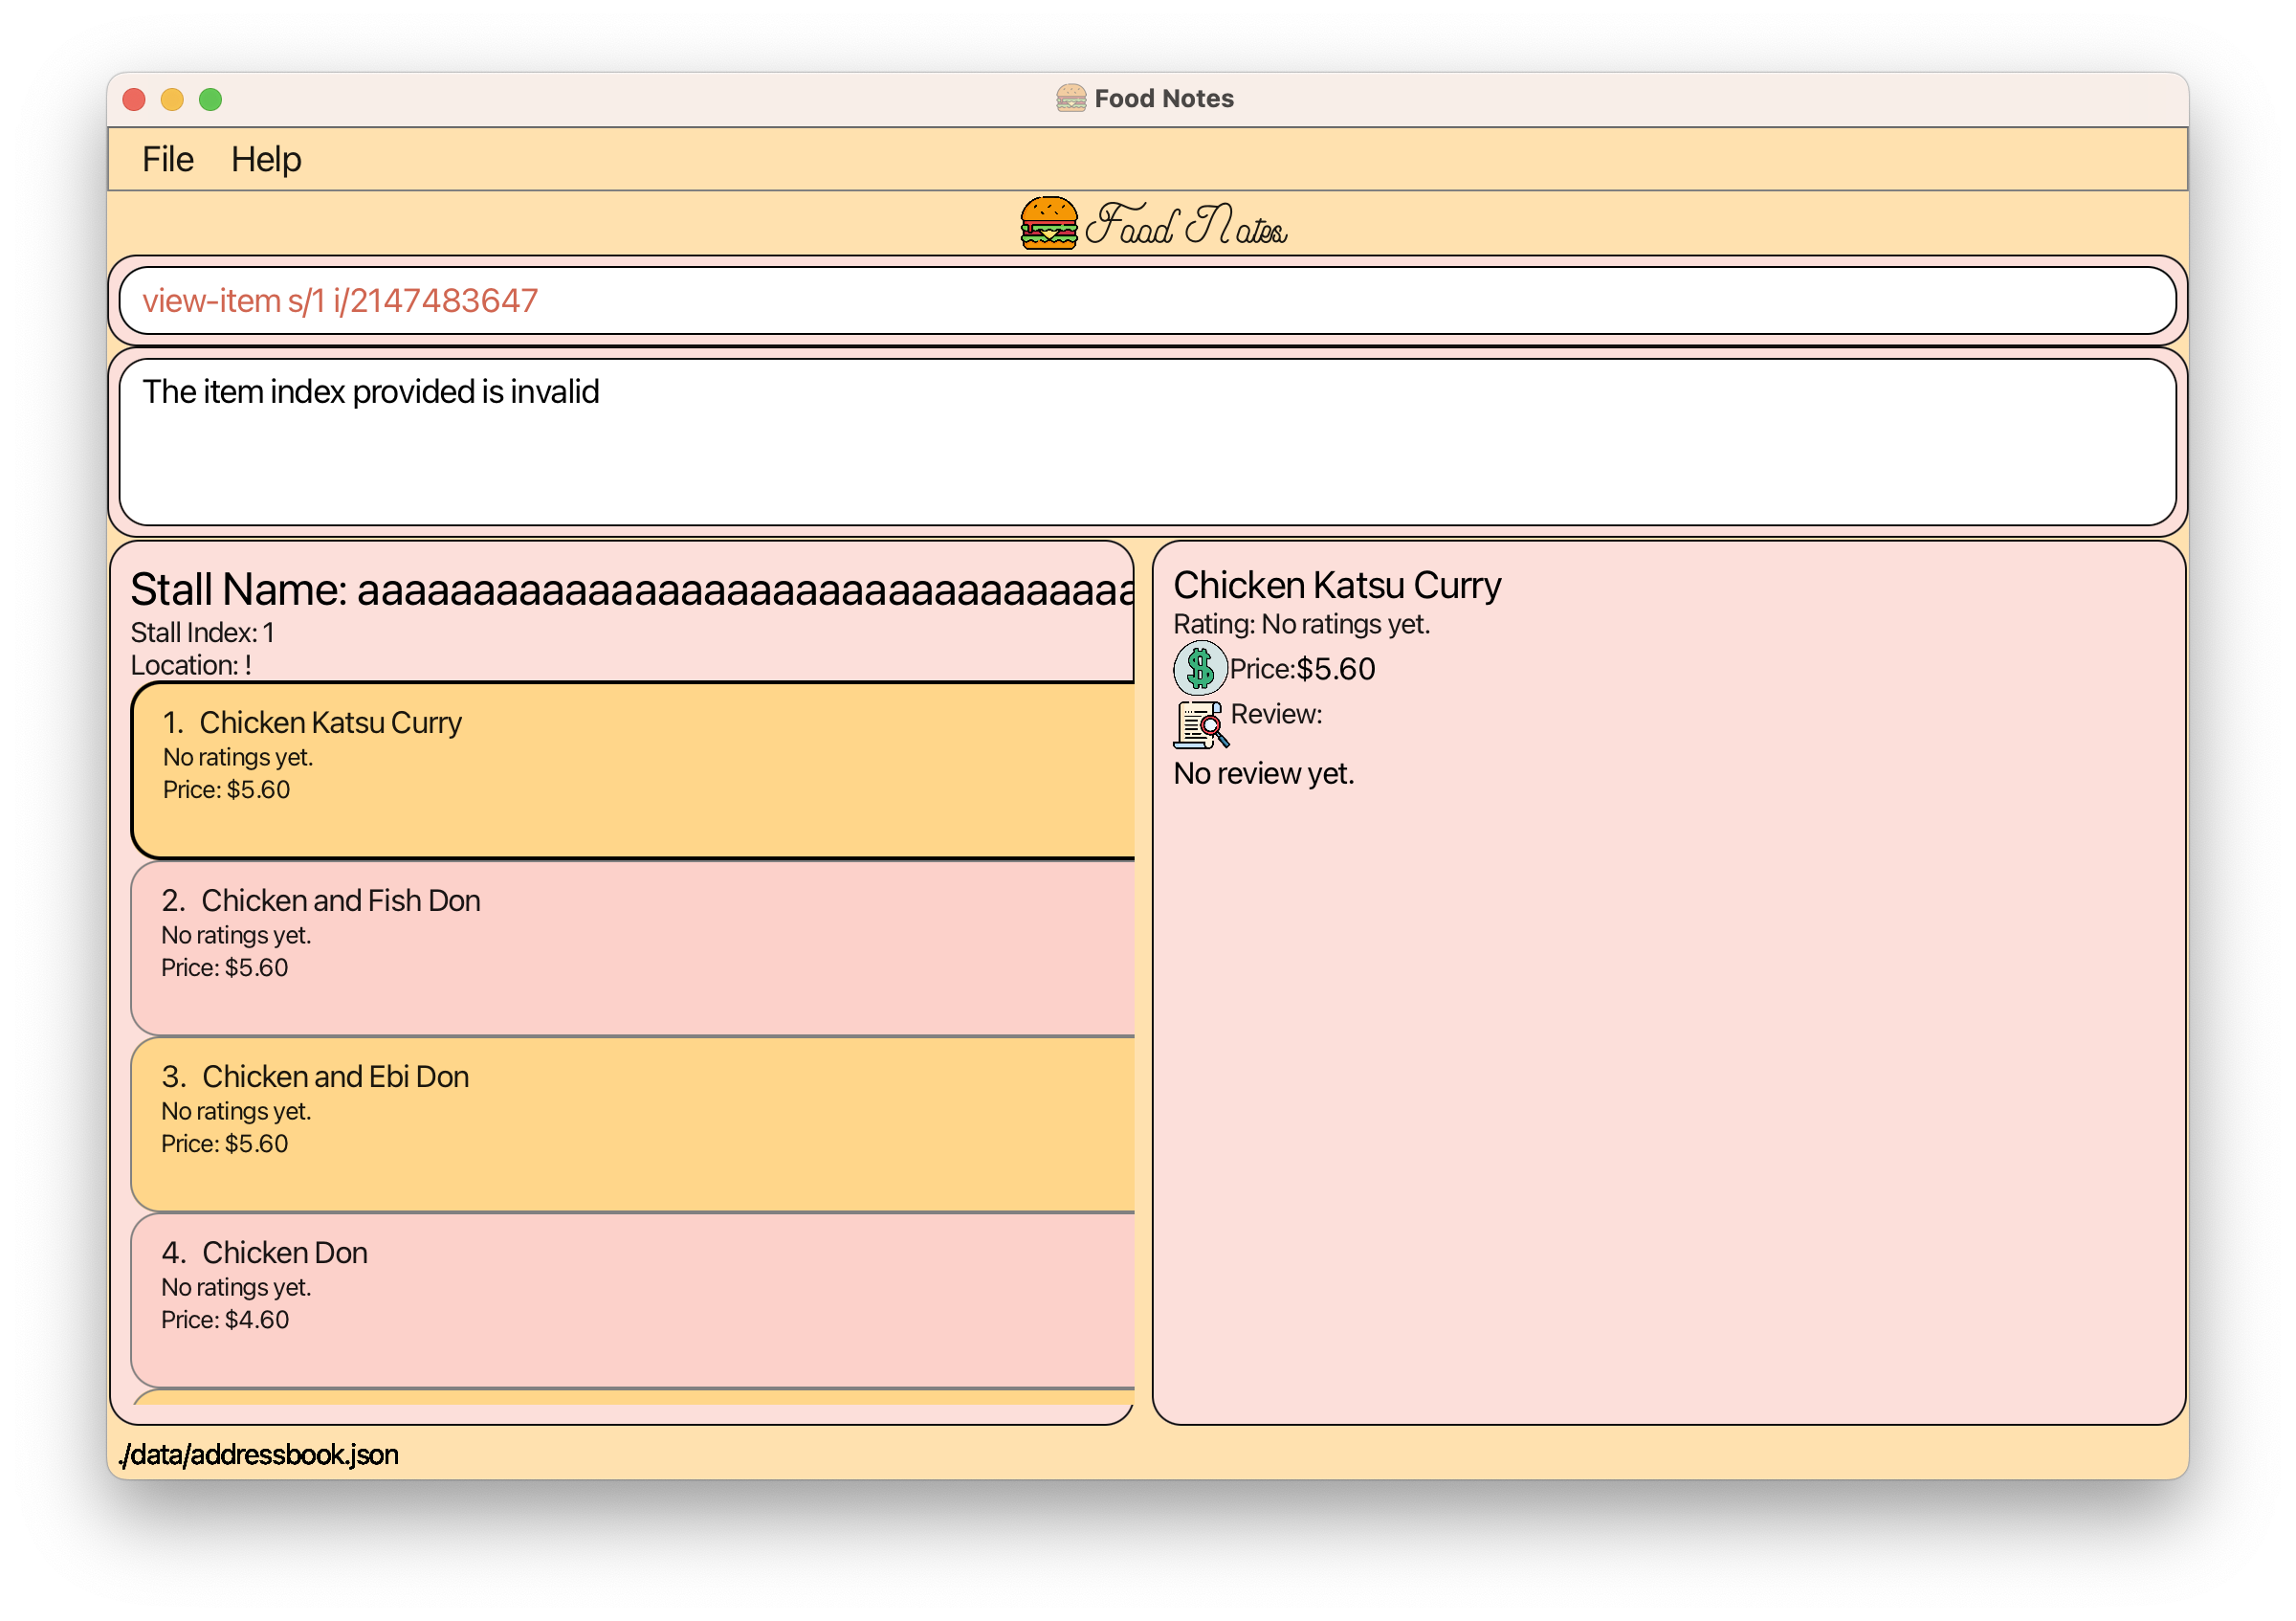 Food Notes
File Help
Food Notes
view-item s/1 i/2147483647
The item index provided is invalid
Stall Name: aaaaaaaaaaaaaaaaaaaaaaaaaaaaaaaaaa
Stall Index: 1
Location: !
1. Chicken Katsu Curry
No ratings yet.
Price: $5.60
2. Chicken and Fish Don
No ratings yet.
Price: $5.60
3. Chicken and Ebi Don
No ratings yet.
Price: $5.60
4. Chicken Don
No ratings yet.
Price: $4.60
Chicken Katsu Curry
Rating: No ratings yet.
Price:$5.60
Review:
No review yet.
./data/addressbook.json